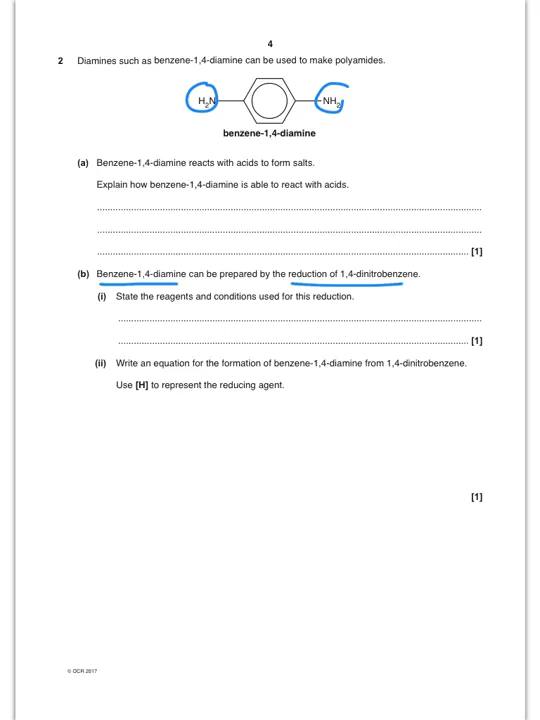 4
2 Diamines such as benzene-1,4-diamine can be used to make polyamides.
H2N NH2
benzene-1,4-diamine
(a) Benzene-1,4-diamine reacts with acids to form salts.
Explain how benzene-1,4-diamine is able to react with acids.
..........................................................................................................................................
..........................................................................................................................................
..................................................................................................................................... [1]
(b) Benzene-1,4-diamine can be prepared by the reduction of 1,4-dinitrobenzene.
(i) State the reagents and conditions used for this reduction.
..................................................................................................................................
............................................................................................................................. [1]
(ii) Write an equation for the formation of benzene-1,4-diamine from 1,4-dinitrobenzene.
Use [H] to represent the reducing agent.
[1]
© OCR 2017